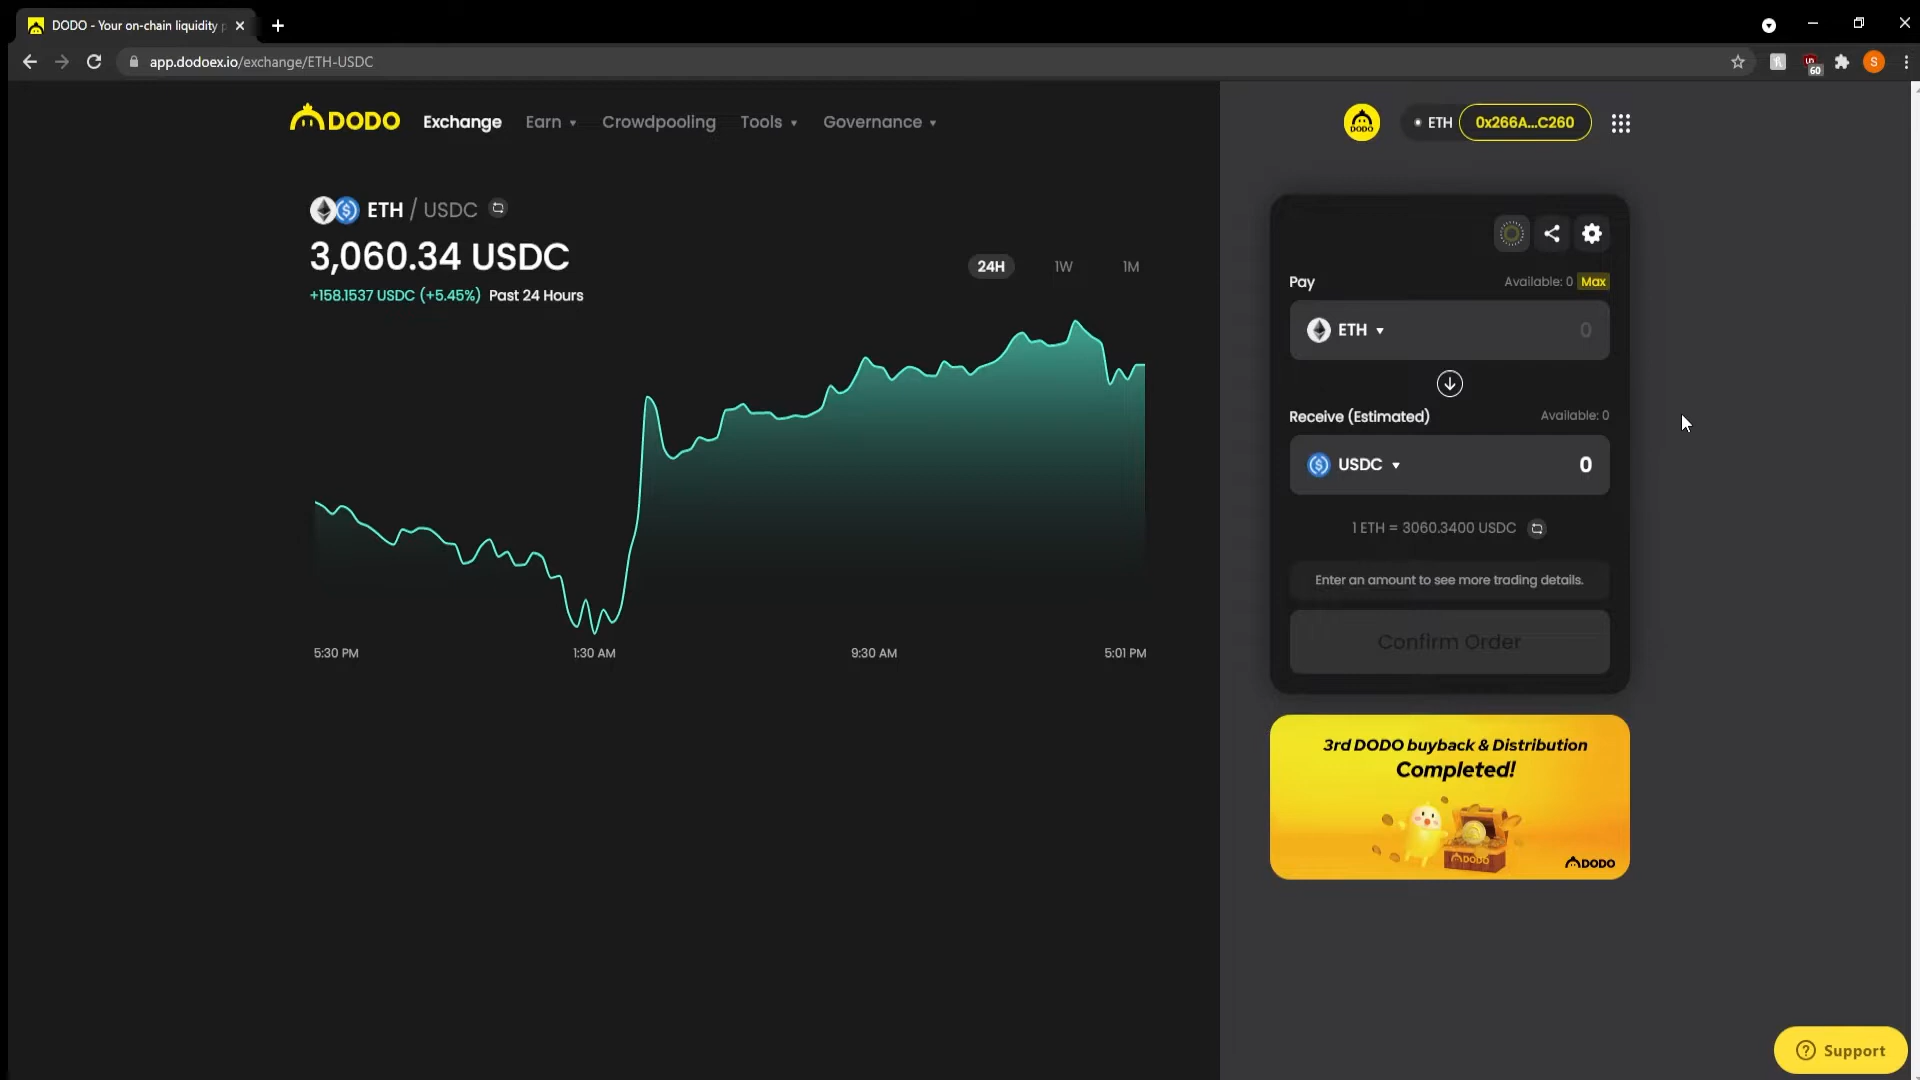 DODO - Your on-chain liquidity
app.dodoex.io/exchange/ETH-USDC
60
S
DODO Exchange Earn Crowdpooling Tools Governance
DODO
ETH 0x266A...C260
ETH / USDC
3,060.34 USDC
+158.1537 USDC (+5.45%) Past 24 Hours
24H 1W 1M
5:30 PM 1:30 AM 9:30 AM 5:01 PM
Pay Available: 0 Max
ETH 0
Receive (Estimated) Available: 0
USDC 0
1 ETH = 3060.3400 USDC
Enter an amount to see more trading details.
Confirm Order
3rd DODO buyback & Distribution
Completed!
DODO
DODO
Support